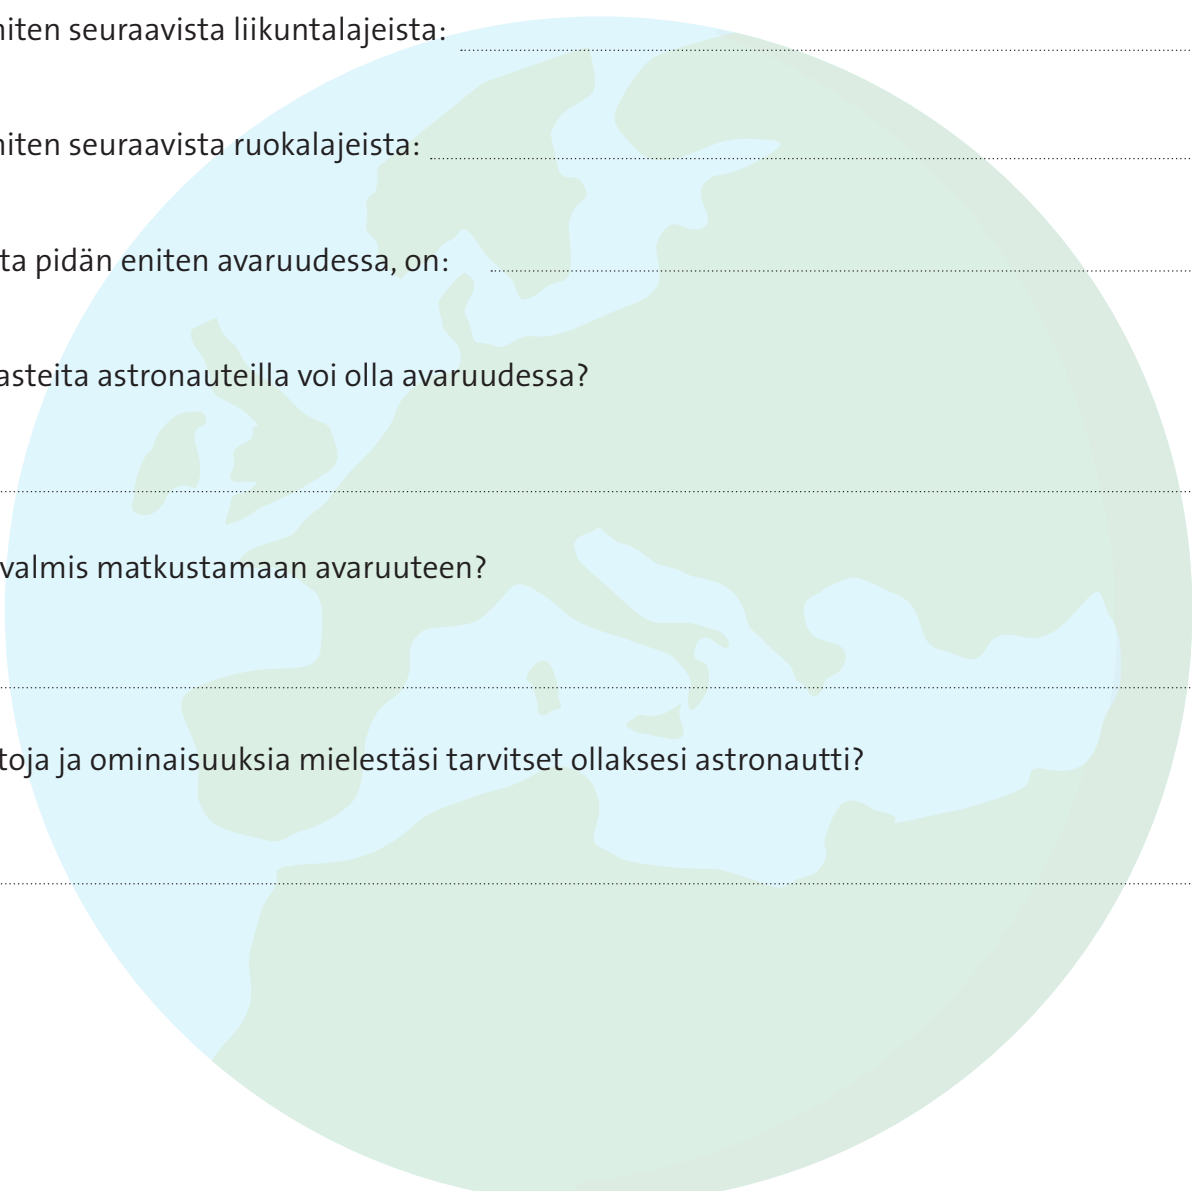 niten seuraavista liikuntalajeista:
niten seuraavista ruokalajeista:
ta pidän eniten avaruudessa, on:
asteita astronauteilla voi olla avaruudessa?
valmis matkustamaan avaruuteen?
toja ja ominaisuuksia mielestäsi tarvitset ollaksesi astronautti?